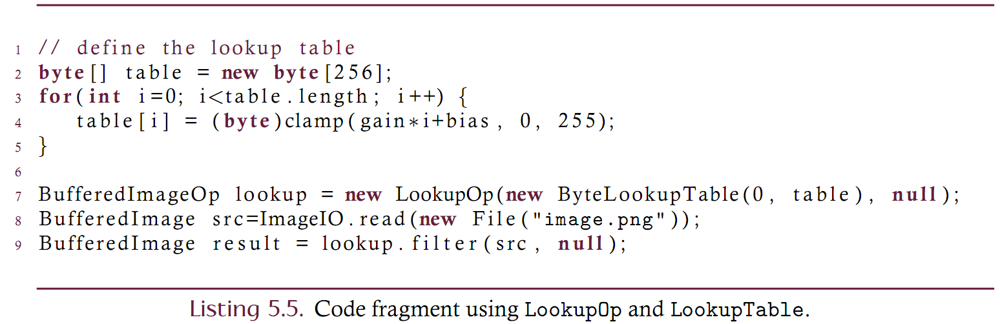 1 // define the lookup table
2 byte[] table = new byte[256];
3 for(int i=0; i<table.length; i++) {
4    table[i] = (byte)clamp(gain*i+bias, 0, 255);
5 }
6
7 BufferedImageOp lookup = new LookupOp(new ByteLookupTable(0, table), null);
8 BufferedImage src=ImageIO.read(new File("image.png"));
9 BufferedImage result = lookup.filter(src, null);
Listing 5.5. Code fragment using LookupOp and LookupTable.